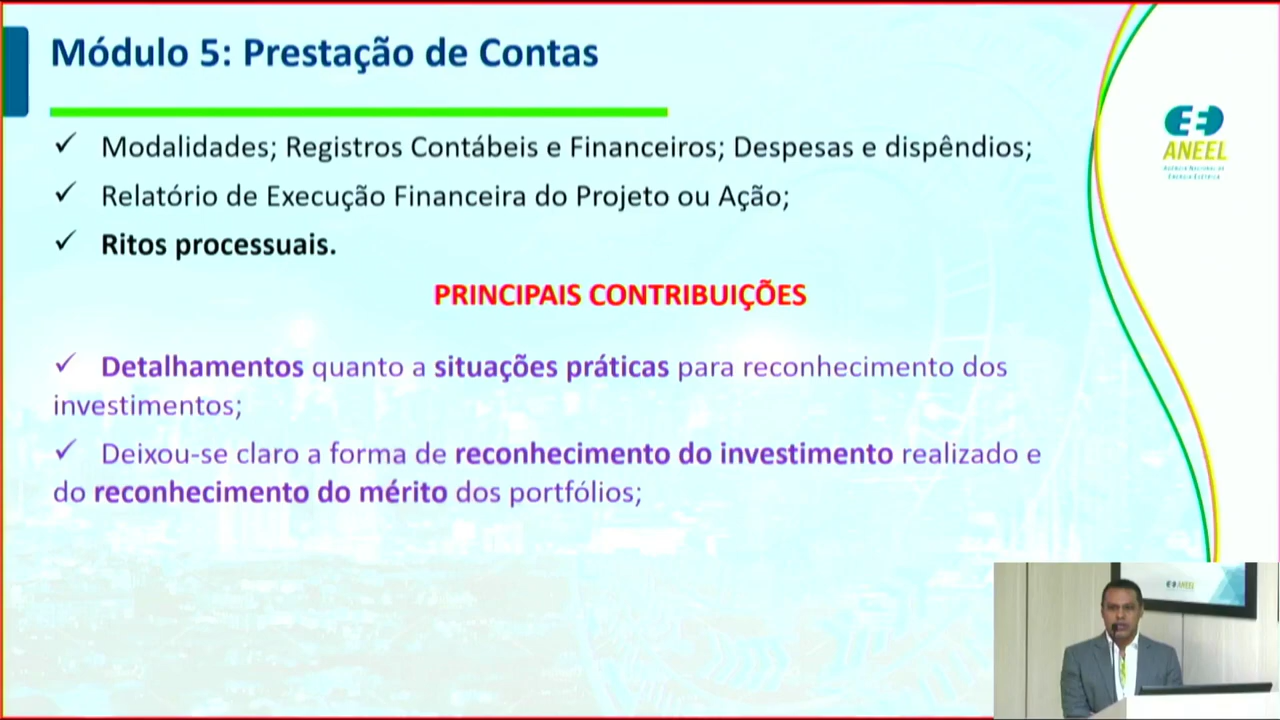 Módulo 5: Prestação de Contas
✓ Modalidades; Registros Contábeis e Financeiros; Despesas e dispêndios;
✓ Relatório de Execução Financeira do Projeto ou Ação;
✓ Ritos processuais.
PRINCIPAIS CONTRIBUIÇÕES
✓ Detalhamentos quanto a situações práticas para reconhecimento dos
investimentos;
✓ Deixou-se claro a forma de reconhecimento do investimento realizado e
do reconhecimento do mérito dos portfólios;
ANEEL
Agência Nacional de
Energia Elétrica
ANEEL